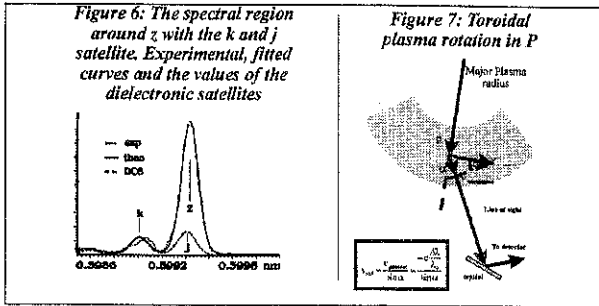 Figure 6: The spectral region
around z with the k and j
satellite. Experimental, fitted
curves and the values of the
dielectronic satellites
exp
theo
DCS
k
z
j
0.3986
0.3992
0.3998 nm
Figure 7: Toroidal
plasma rotation in P
Major Plasma
radius
P
Line of sight
To detector
crystal